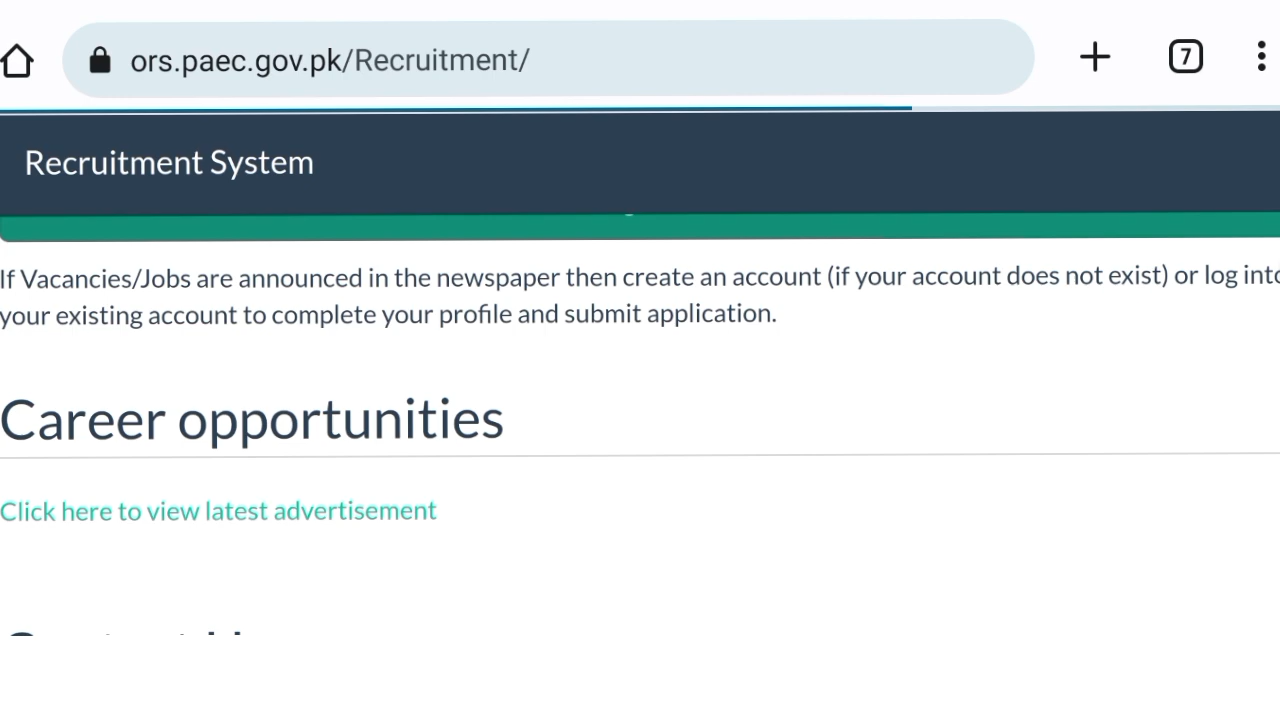 ors.paec.gov.pk/Recruitment/
7
Recruitment System
If Vacancies/Jobs are announced in the newspaper then create an account (if your account does not exist) or log into
your existing account to complete your profile and submit application.
Career opportunities
Click here to view latest advertisement